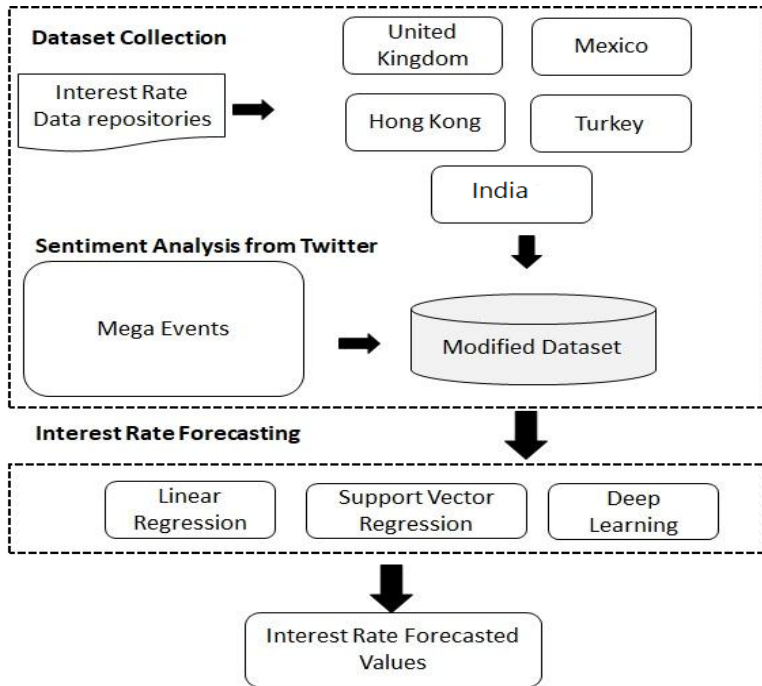 Dataset Collection
Interest Rate
Data repositories
United
Kingdom
Mexico
Hong Kong
Turkey
India
Sentiment Analysis from Twitter
Mega Events
Modified Dataset
Interest Rate Forecasting
Linear
Regression
Support Vector
Regression
Deep
Learning
Interest Rate Forecasted
Values